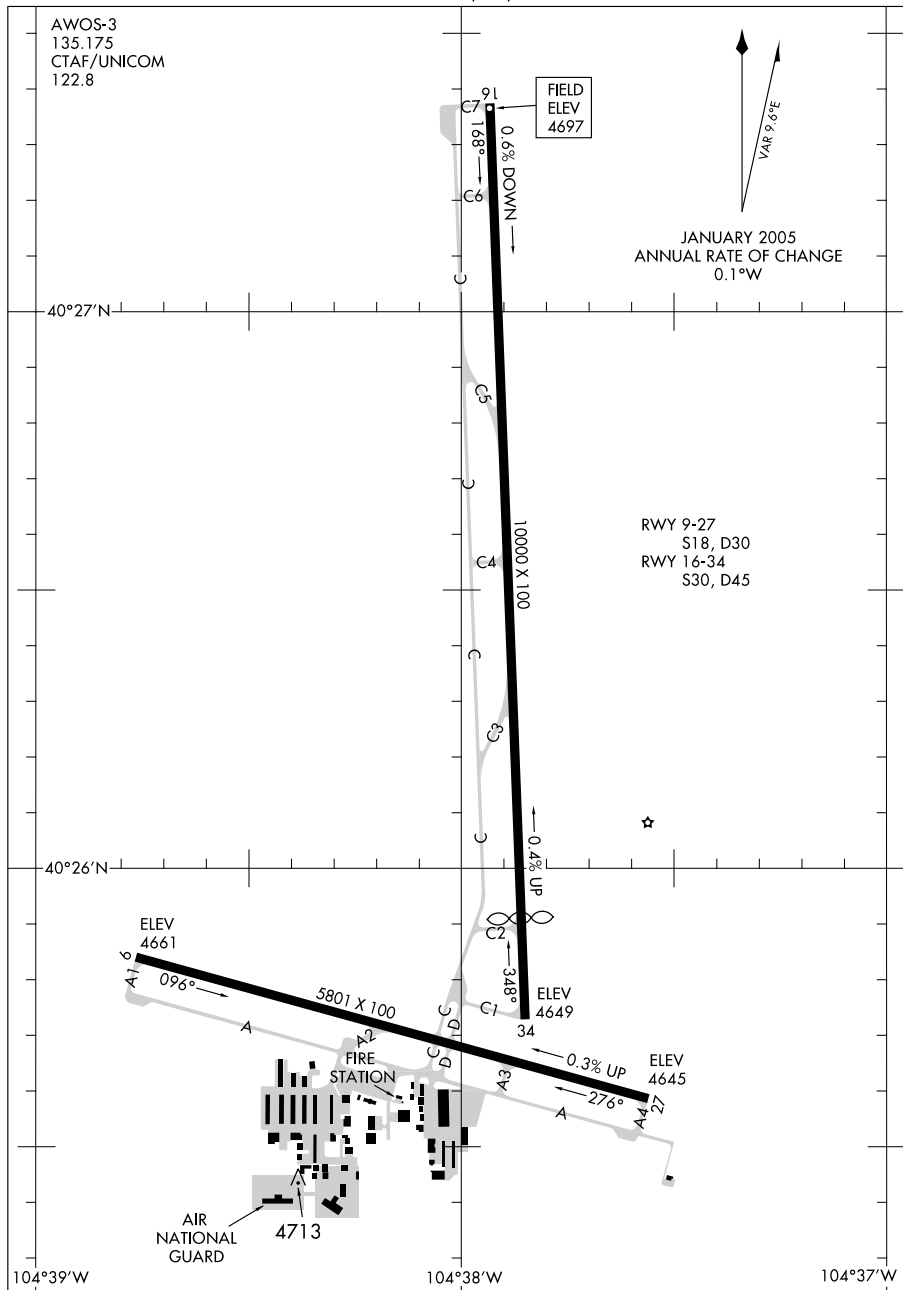 AWOS-3
135.175
CTAF/UNICOM
122.8
16
C7
FIELD
ELEV
4697
168°
0.6% DOWN
C6
VAR 9.6°E
JANUARY 2005
ANNUAL RATE OF CHANGE
0.1°W
C
40°27'N
C5
C
10000 X 100
RWY 9-27
S18, D30
RWY 16-34
S30, D45
C4
C
C3
C
0.4% UP
40°26'N
C2
348°
ELEV
4661
9
A1
096°
5801 X 100
C1
ELEV
4649
34
C
D
A
A2
C
D
0.3% UP
ELEV
4645
276°
27
A3
A4
A
FIRE
STATION
AIR
NATIONAL
GUARD
4713
104°39'W
104°38'W
104°37'W